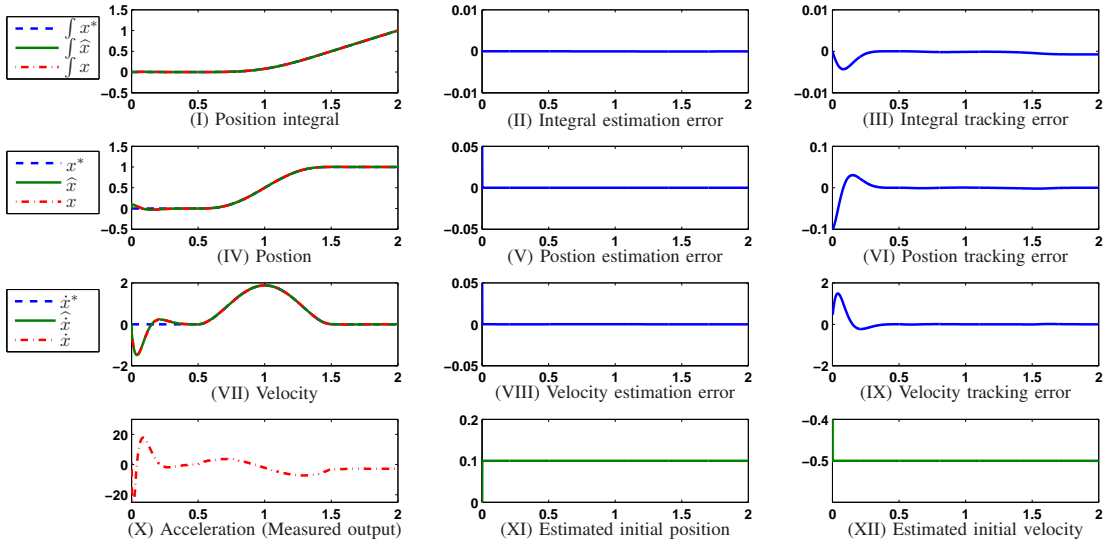 ∫ x*
∫ x̂
∫ x
1.5
1.0
0.5
0
−0.5
0 0.5 1 1.5 2
(I) Position integral
0.01
0
−0.01
0 0.5 1 1.5 2
(II) Integral estimation error
0.01
0
−0.01
0 0.5 1 1.5 2
(III) Integral tracking error
x*
x̂
x
1.5
1.0
0.5
0
−0.5
0 0.5 1 1.5 2
(IV) Postion
0.05
0
−0.05
0 0.5 1 1.5 2
(V) Postion estimation error
0.1
0
−0.1
0 0.5 1 1.5 2
(VI) Postion tracking error
ẋ*
ẋ̂
ẋ
2
0
−2
0 0.5 1 1.5 2
(VII) Velocity
0.05
0
−0.05
0 0.5 1 1.5 2
(VIII) Velocity estimation error
2
0
−2
0 0.5 1 1.5 2
(IX) Velocity tracking error
20
0
−20
0 0.5 1 1.5 2
(X) Acceleration (Measured output)
0.2
0.1
0
0 0.5 1 1.5 2
(XI) Estimated initial position
−0.4
−0.5
0 0.5 1 1.5 2
(XII) Estimated initial velocity